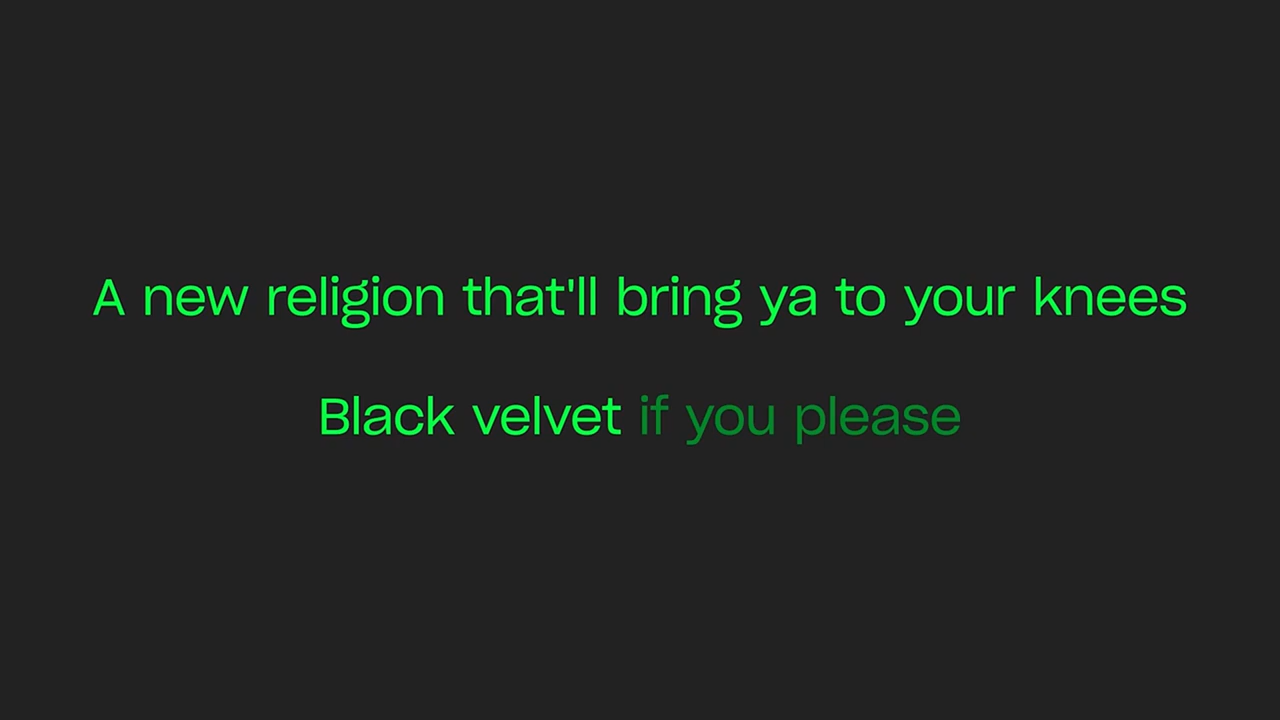 A new religion that'll bring ya to your knees
Black velvet if you please